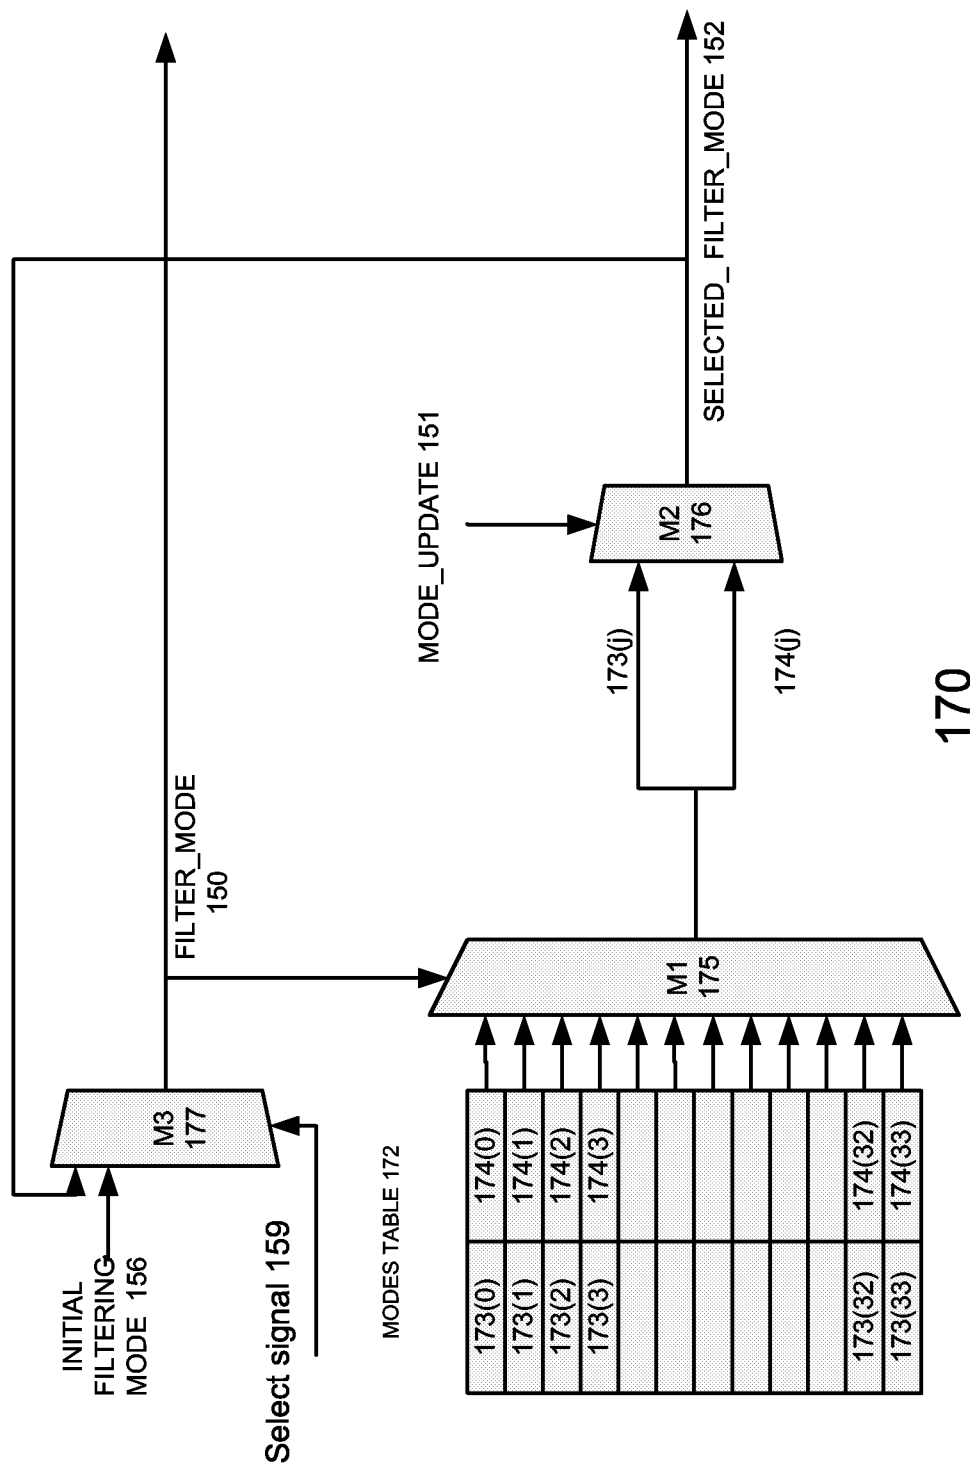 INITIAL
FILTERING
MODE 156
M3
177
FILTER_MODE
150
Select signal 159
MODES TABLE 172
MODE_UPDATE 151
173(0) 174(0)
173(1) 174(1)
173(2) 174(2)
173(3) 174(3)
173(32) 174(32)
173(33) 174(33)
M1
175
173(j)
174(j)
M2
176
SELECTED_ FILTER_MODE 152
170